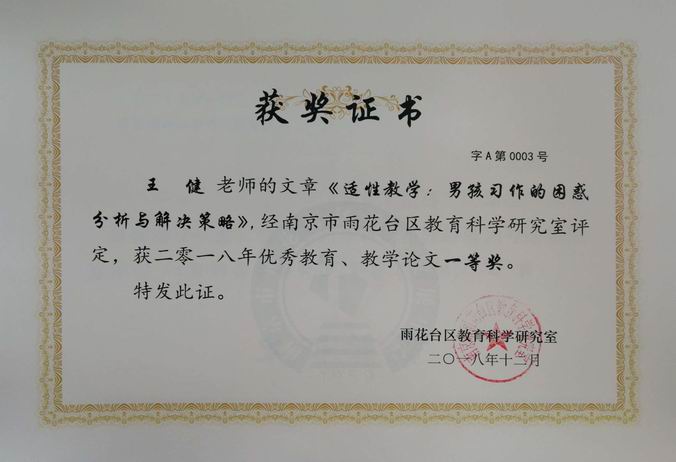 获奖证书
字A第0003号
王 健老师的文章《适性教学：男孩习作的困惑
分析与解决策略》，经南京市雨花台区教育科学研究室评
定，获二零一八年优秀教育、教学论文一等奖。
特发此证。
雨花台区教育科学研究室
二〇一八年十二月